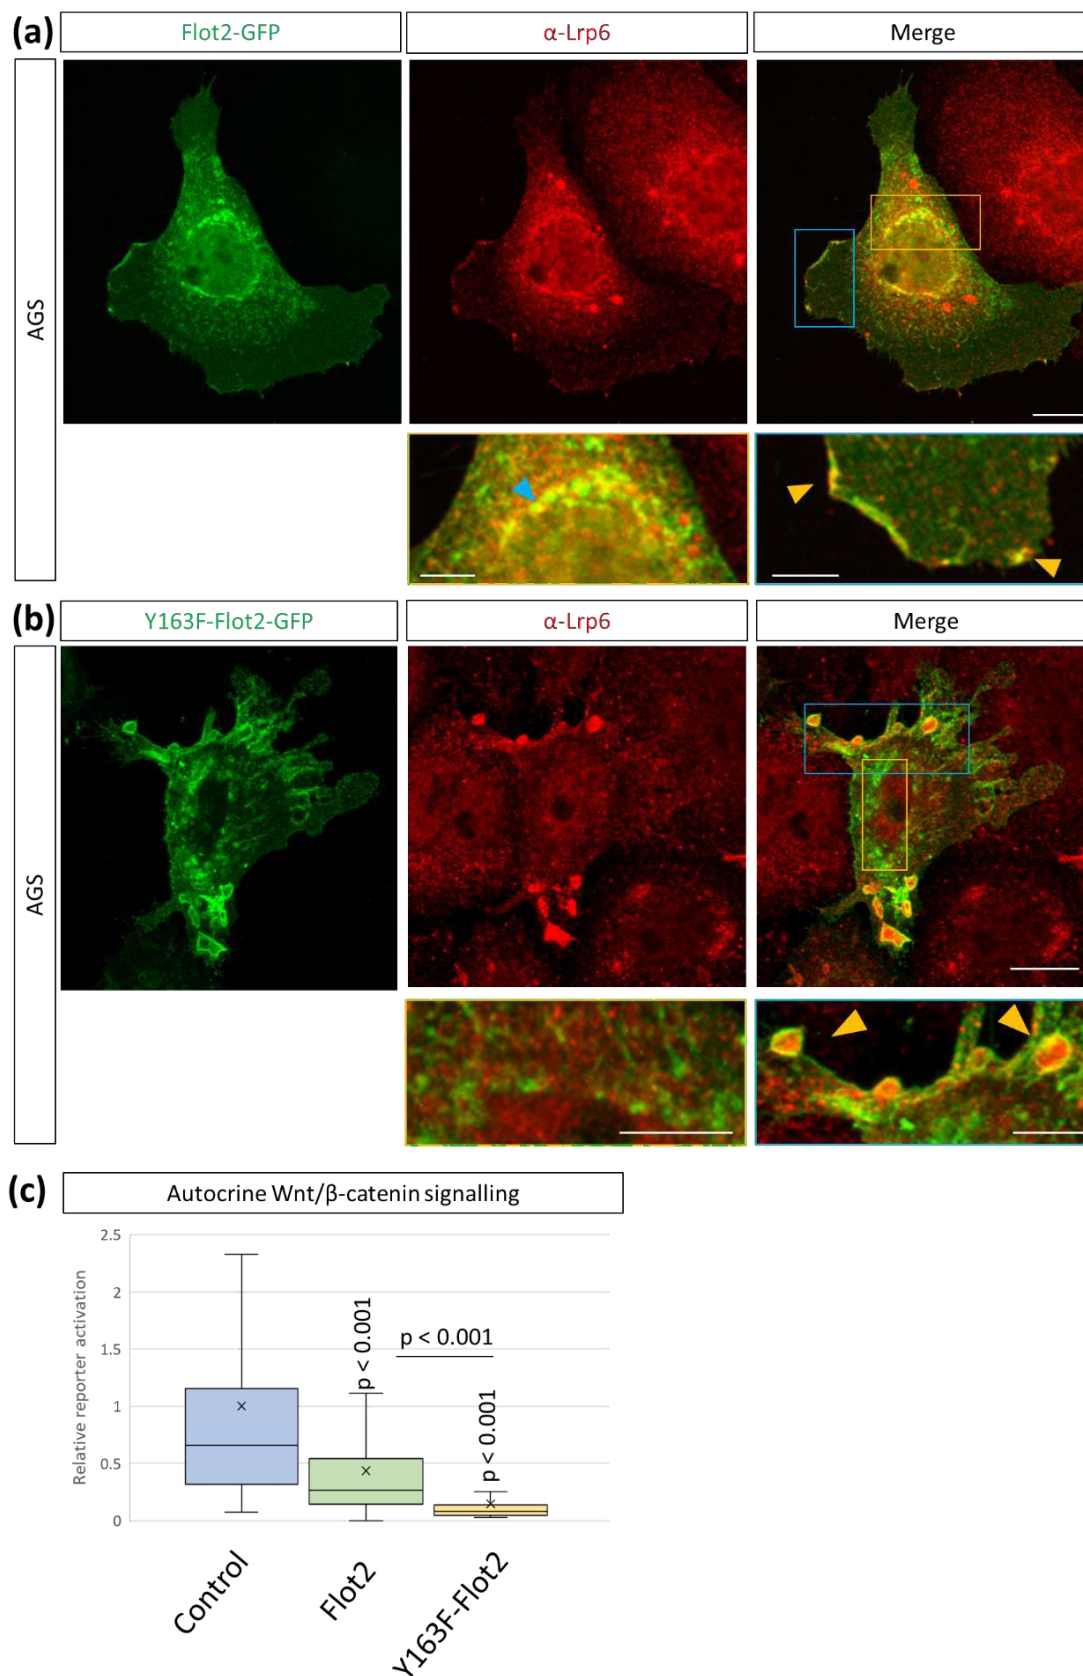 (a)
Flot2-GFP
α-Lrp6
Merge
AGS
(b)
Y163F-Flot2-GFP
α-Lrp6
Merge
AGS
(c)
Autocrine Wnt/β-catenin signalling
Relative reporter activation
2.5
2
1.5
1
0.5
0
p < 0.001
p < 0.001
p < 0.001
Control
Flot2
Y163F-Flot2